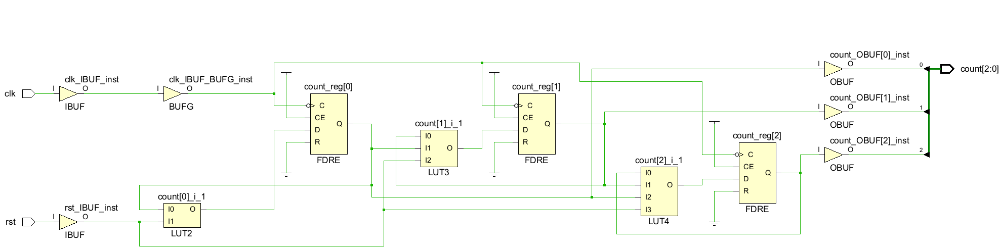 clk
I
clk_IBUF_inst
O
IBUF
I
clk_IBUF_BUFG_inst
O
BUFG
rst
I
rst_IBUF_inst
O
IBUF
count[0]_i_1
I0
I1
O
LUT2
count_reg[0]
C
CE
D
R
Q
FDRE
count[1]_i_1
I0
I1
I2
O
LUT3
count_reg[1]
C
CE
D
R
Q
FDRE
count[2]_i_1
I0
I1
I2
I3
O
LUT4
count_reg[2]
C
CE
D
R
Q
FDRE
count_OBUF[0]_inst
I
O
OBUF
0
count_OBUF[1]_inst
I
O
OBUF
1
count_OBUF[2]_inst
I
O
OBUF
2
count[2:0]